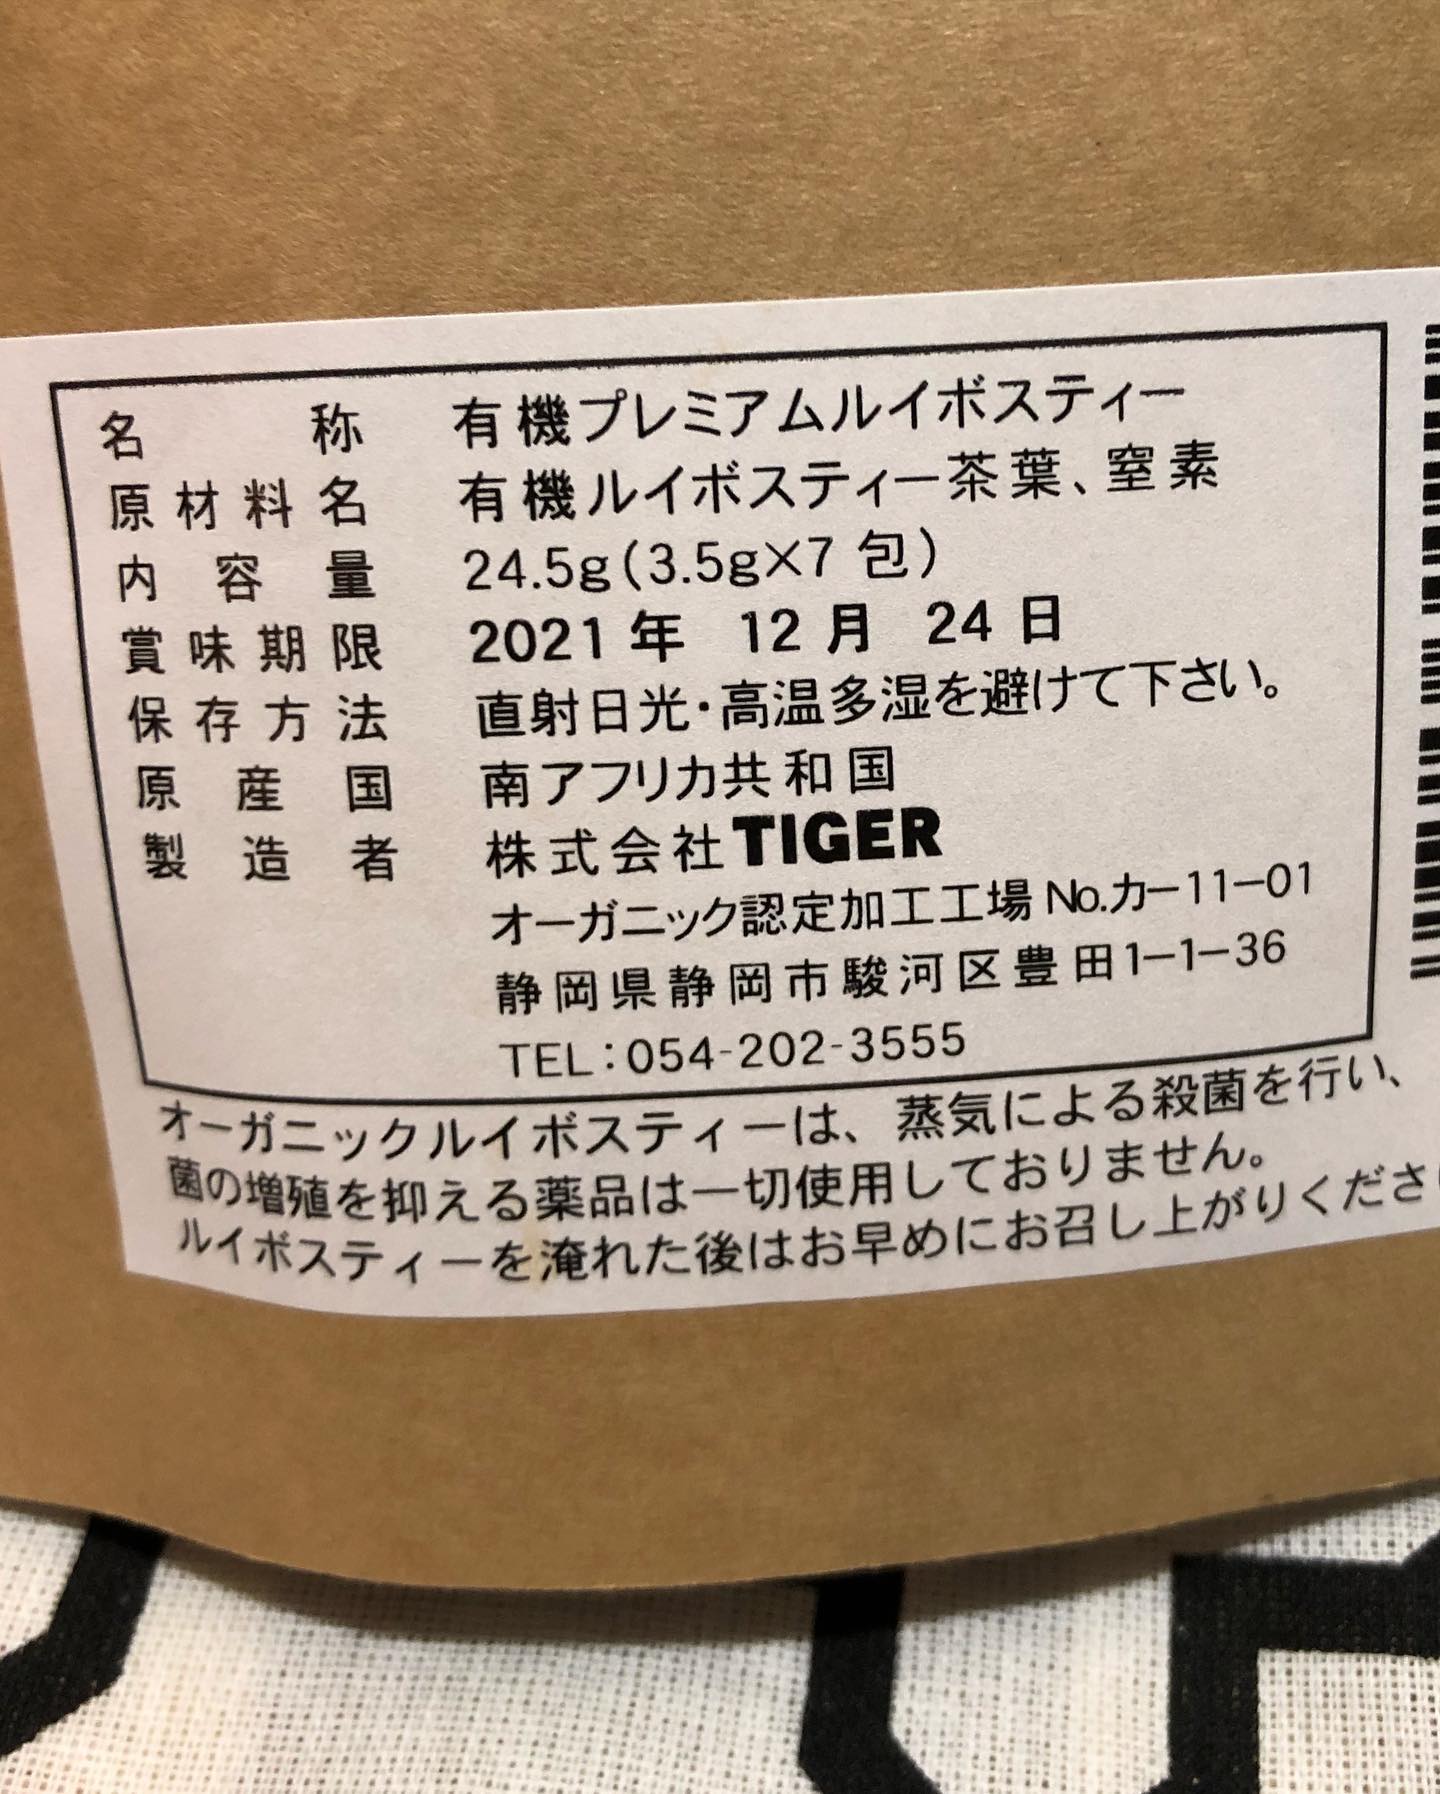 名称 有機プレミアムルイボスティー
原材料名 有機ルイボスティー茶葉、窒素
内容量 24.5g(3.5g×7 包)
賞味期限 2021 年 12 月 24 日
保存方法 直射日光・高温多湿を避けて下さい。
原産国 南アフリカ共和国
製造者 株式会社TIGER
オーガニック認定加工工場 No.カー11-01
静岡県静岡市駿河区豊田1-1-36
TEL:054-202-3555
オーガニックルイボスティーは、蒸気による殺菌を行い、
菌の増殖を抑える薬品は一切使用しておりません。
ルイボスティーを淹れた後はお早めにお召し上がりくださ